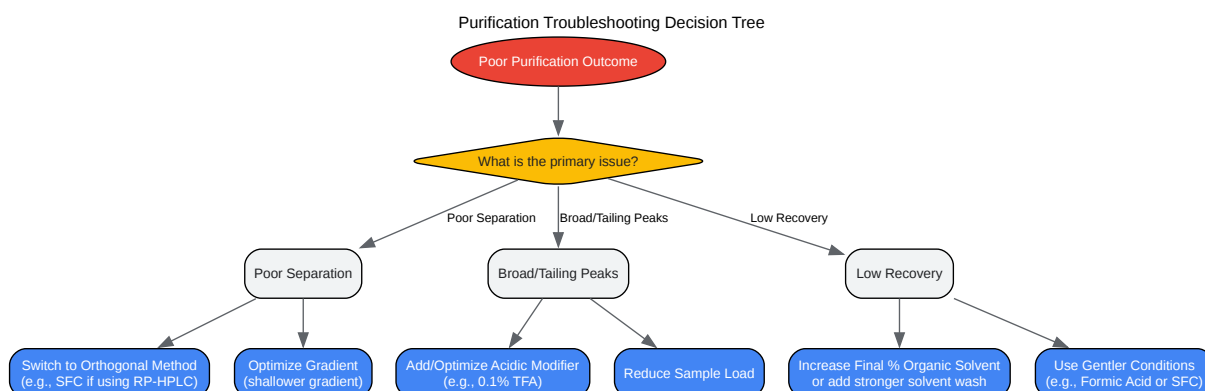 Purification Troubleshooting Decision Tree
Poor Purification Outcome
What is the primary issue?
Poor Separation
Broad/Tailing Peaks
Low Recovery
Poor Separation
Broad/Tailing Peaks
Low Recovery
Switch to Orthogonal Method
(e.g., SFC if using RP-HPLC)
Optimize Gradient
(shallower gradient)
Add/Optimize Acidic Modifier
(e.g., 0.1% TFA)
Reduce Sample Load
Increase Final % Organic Solvent
or add stronger solvent wash
Use Gentler Conditions
(e.g., Formic Acid or SFC)